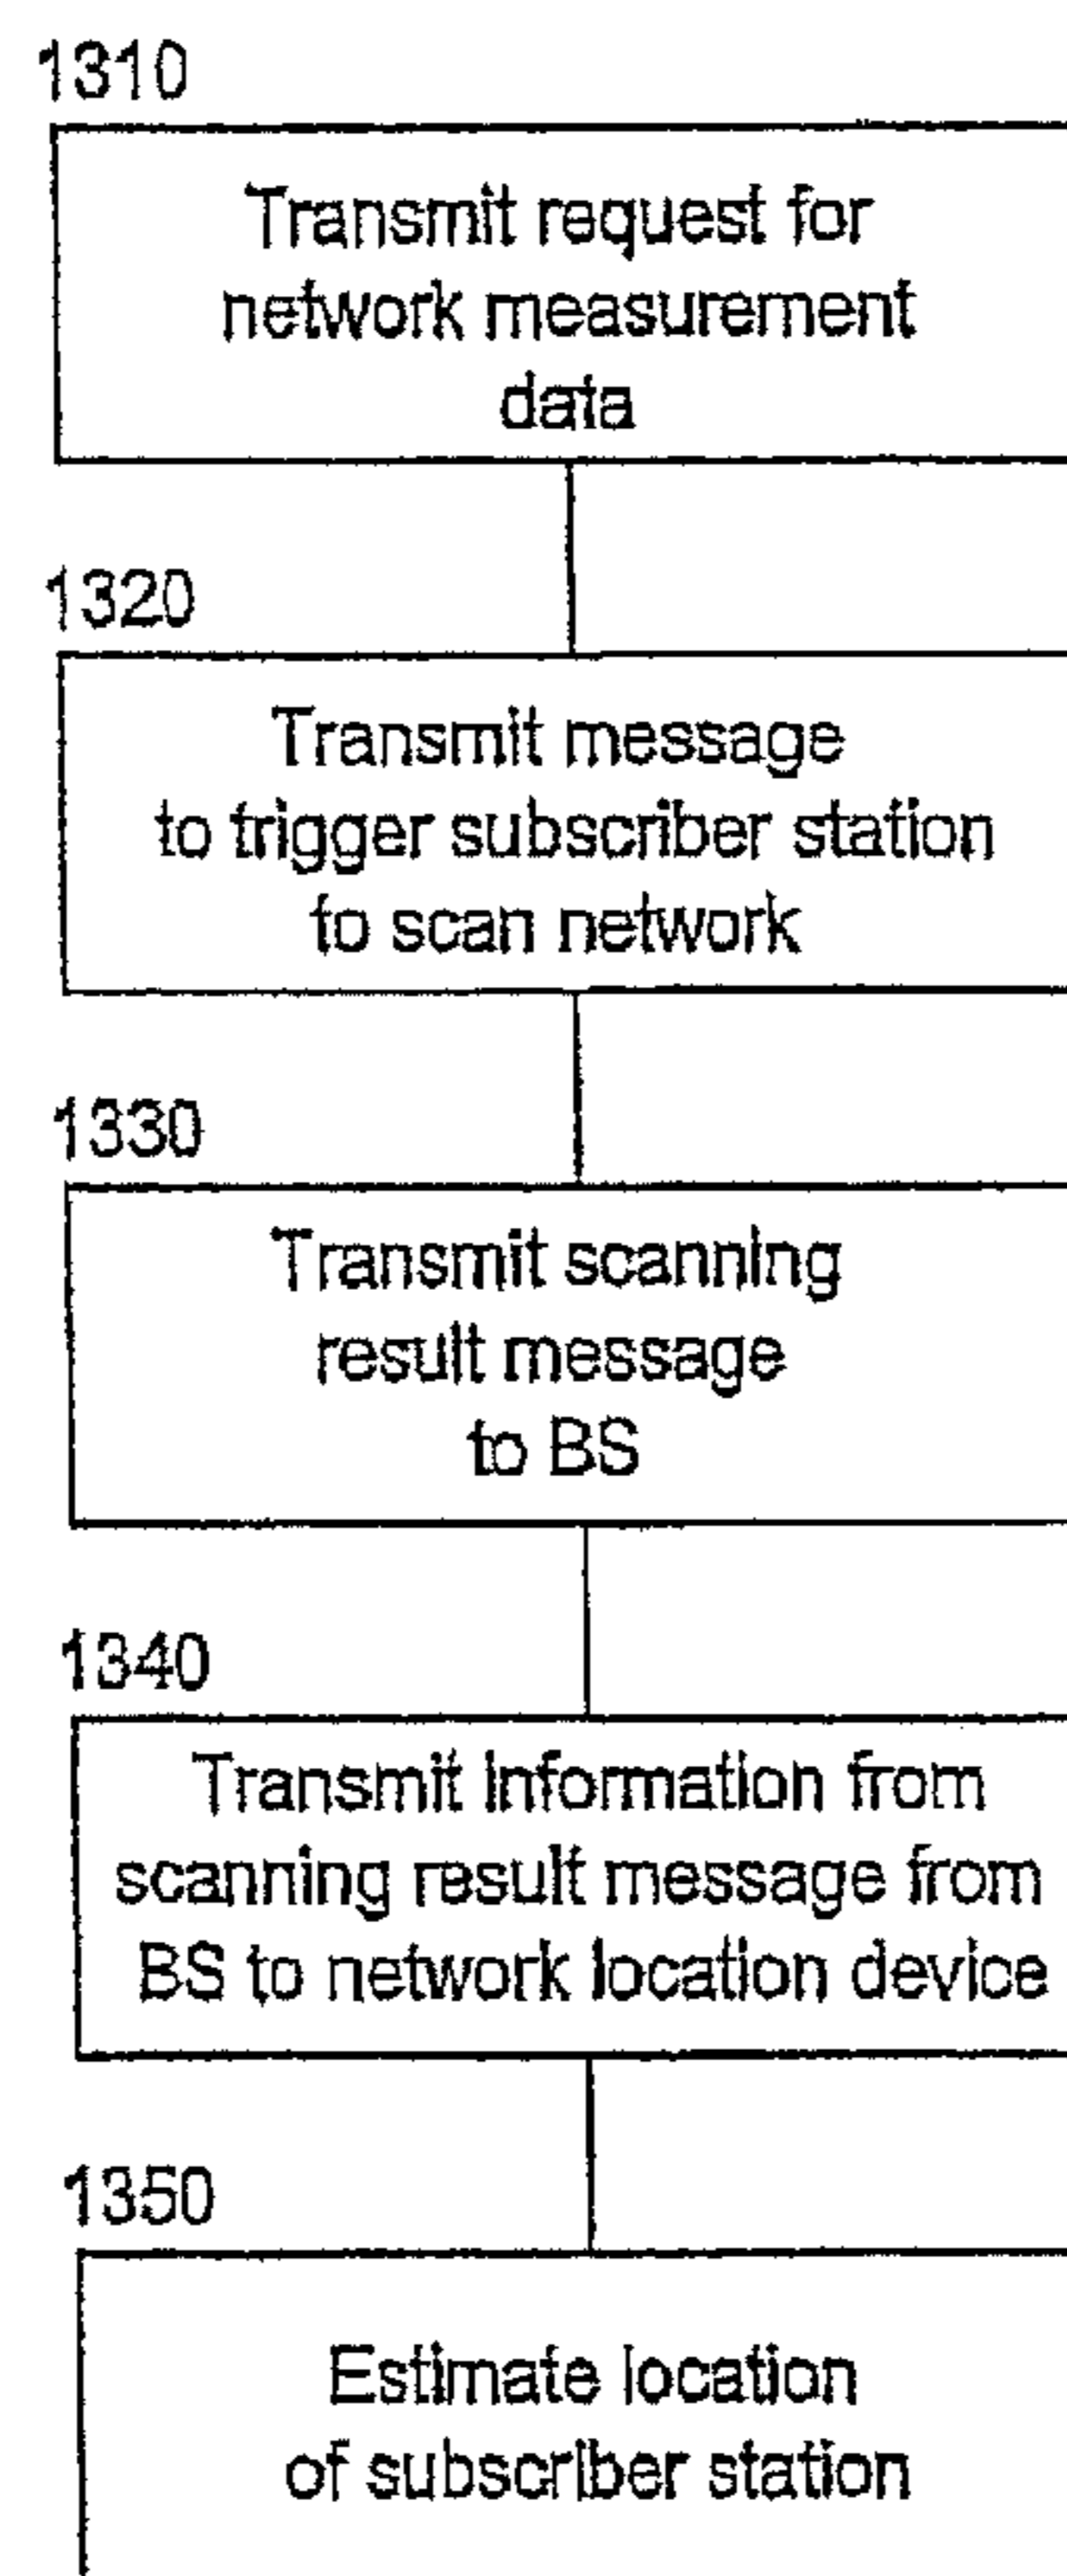 1310
Transmit request for
network measurement
data
1320
Transmit message
to trigger subscriber station
to scan network
1330
Transmit scanning
result message
to BS
1340
Transmit information from
scanning result message from
BS to network location device
1350
Estimate location
of subscriber station